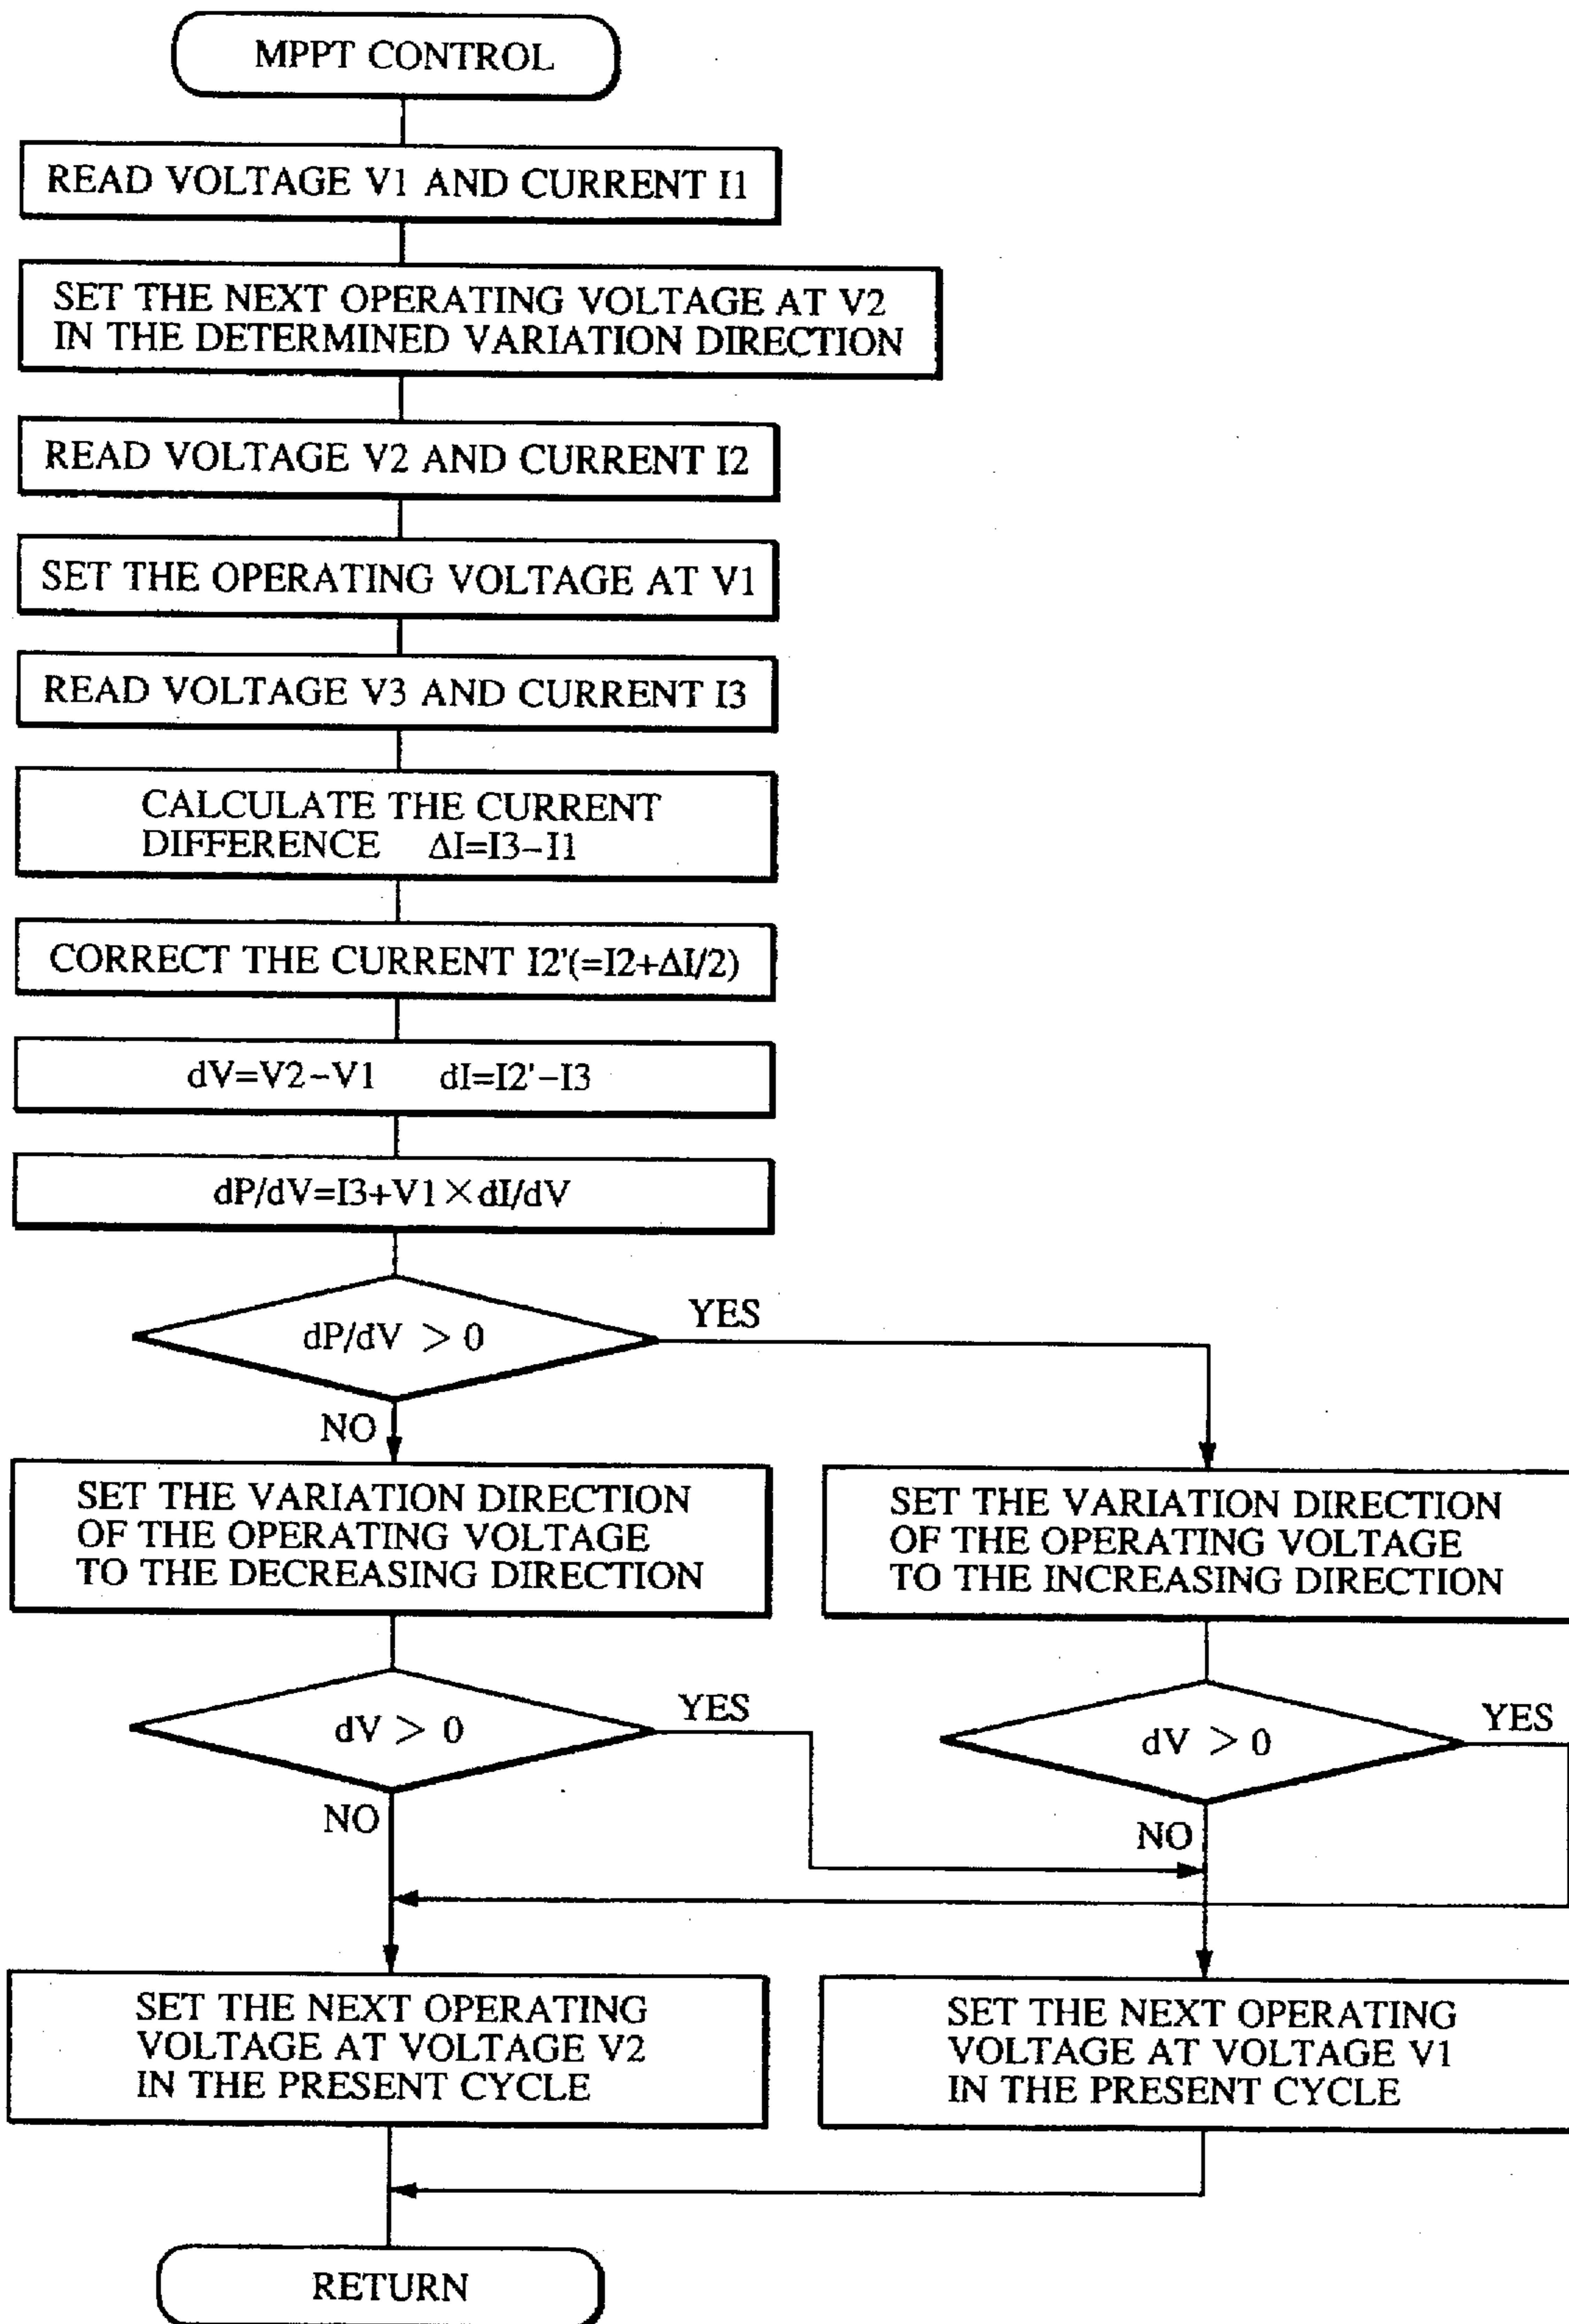 MPPT CONTROL
READ VOLTAGE V1 AND CURRENT I1
SET THE NEXT OPERATING VOLTAGE AT V2
IN THE DETERMINED VARIATION DIRECTION
READ VOLTAGE V2 AND CURRENT I2
SET THE OPERATING VOLTAGE AT V1
READ VOLTAGE V3 AND CURRENT I3
CALCULATE THE CURRENT
DIFFERENCE ΔI=I3-I1
CORRECT THE CURRENT I2'(=I2+ΔI/2)
dV=V2-V1 dI=I2'-I3
dP/dV=I3+V1×dI/dV
dP/dV > 0
YES
NO
SET THE VARIATION DIRECTION
OF THE OPERATING VOLTAGE
TO THE DECREASING DIRECTION
SET THE VARIATION DIRECTION
OF THE OPERATING VOLTAGE
TO THE INCREASING DIRECTION
dV > 0
YES
NO
dV > 0
YES
NO
SET THE NEXT OPERATING
VOLTAGE AT VOLTAGE V2
IN THE PRESENT CYCLE
SET THE NEXT OPERATING
VOLTAGE AT VOLTAGE V1
IN THE PRESENT CYCLE
RETURN